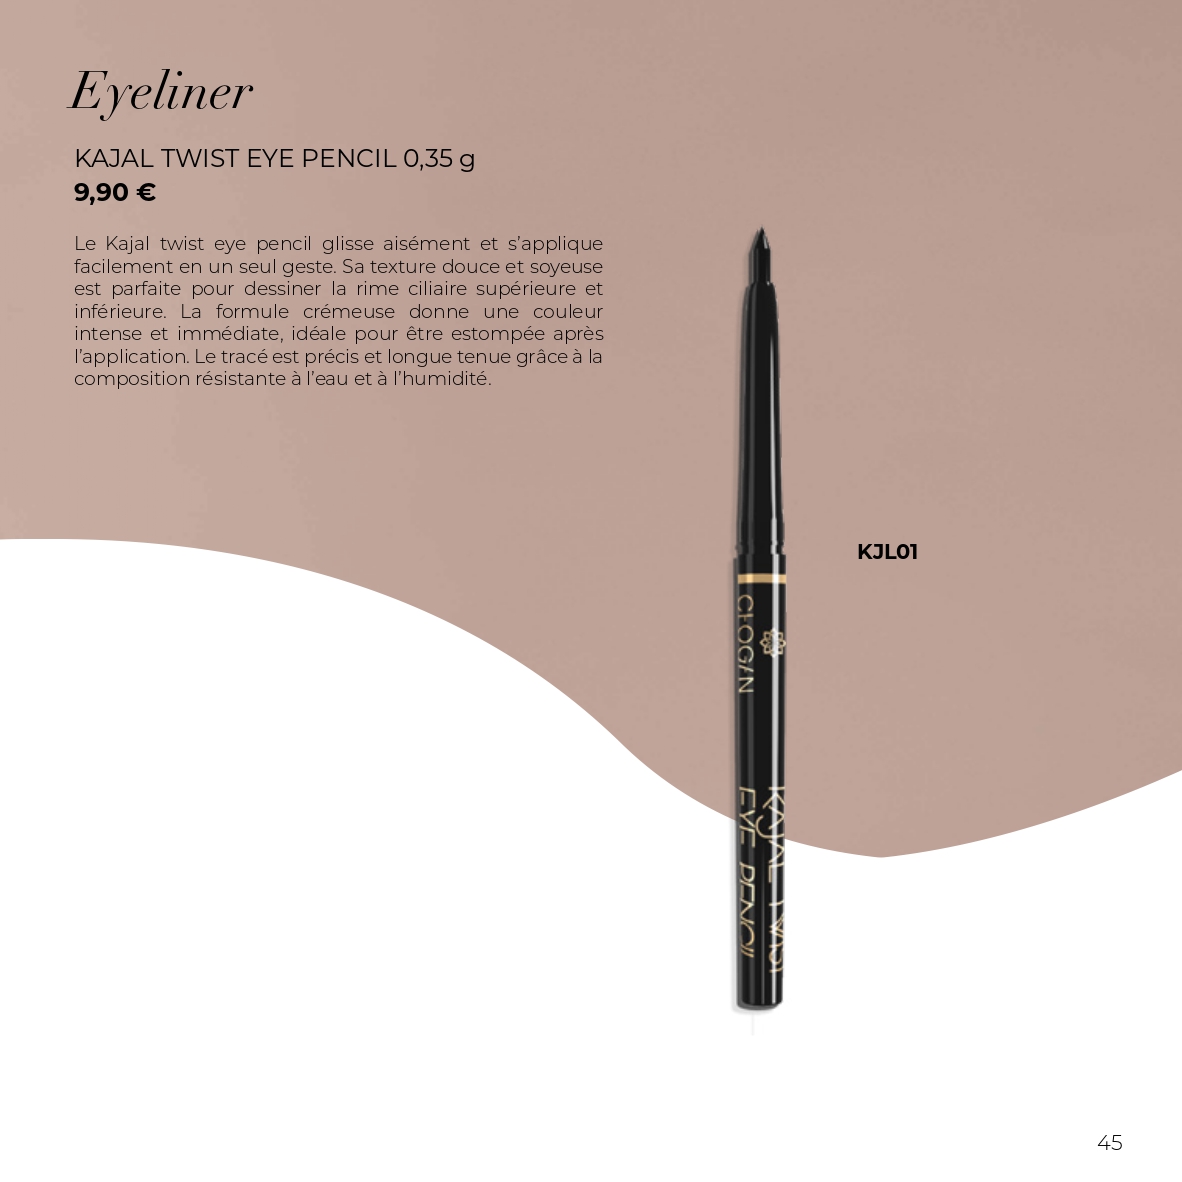 Eyeliner
KAJAL TWIST EYE PENCIL 0,35 g
9,90 €
Le Kajal twist eye pencil glisse aisément et s’applique
facilement en un seul geste. Sa texture douce et soyeuse
est parfaite pour dessiner la rime ciliaire supérieure et
inférieure. La formule crémeuse donne une couleur
intense et immédiate, idéale pour être estompée après
l’application. Le tracé est précis et longue tenue grâce à la
composition résistante à l’eau et à l’humidité.
KJL01
CHOGAN
KAJAL TWIST
EYE PENCIL
45